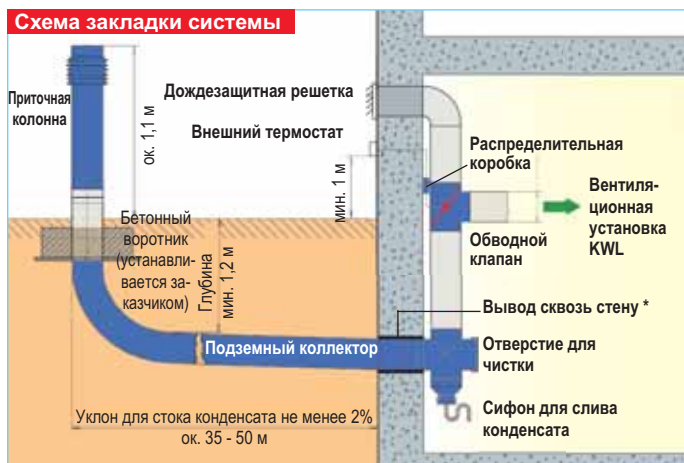 Схема закладки системы
Приточная
колонна
ок. 1,1 м
Дождезащитная решетка
Внешний термостат
мин. 1 м
Распределительная
коробка
Вентиля-
ционная
установка
KWL
Обводной
клапан
Бетонный
воротник
(устанавли-
вается за-
казчиком)
Глубина
мин. 1,2 м
Вывод сквозь стену *
Подземный коллектор
Отверстие для
чистки
Сифон для слива
конденсата
Уклон для стока конденсата не менее 2%
ок. 35 - 50 м